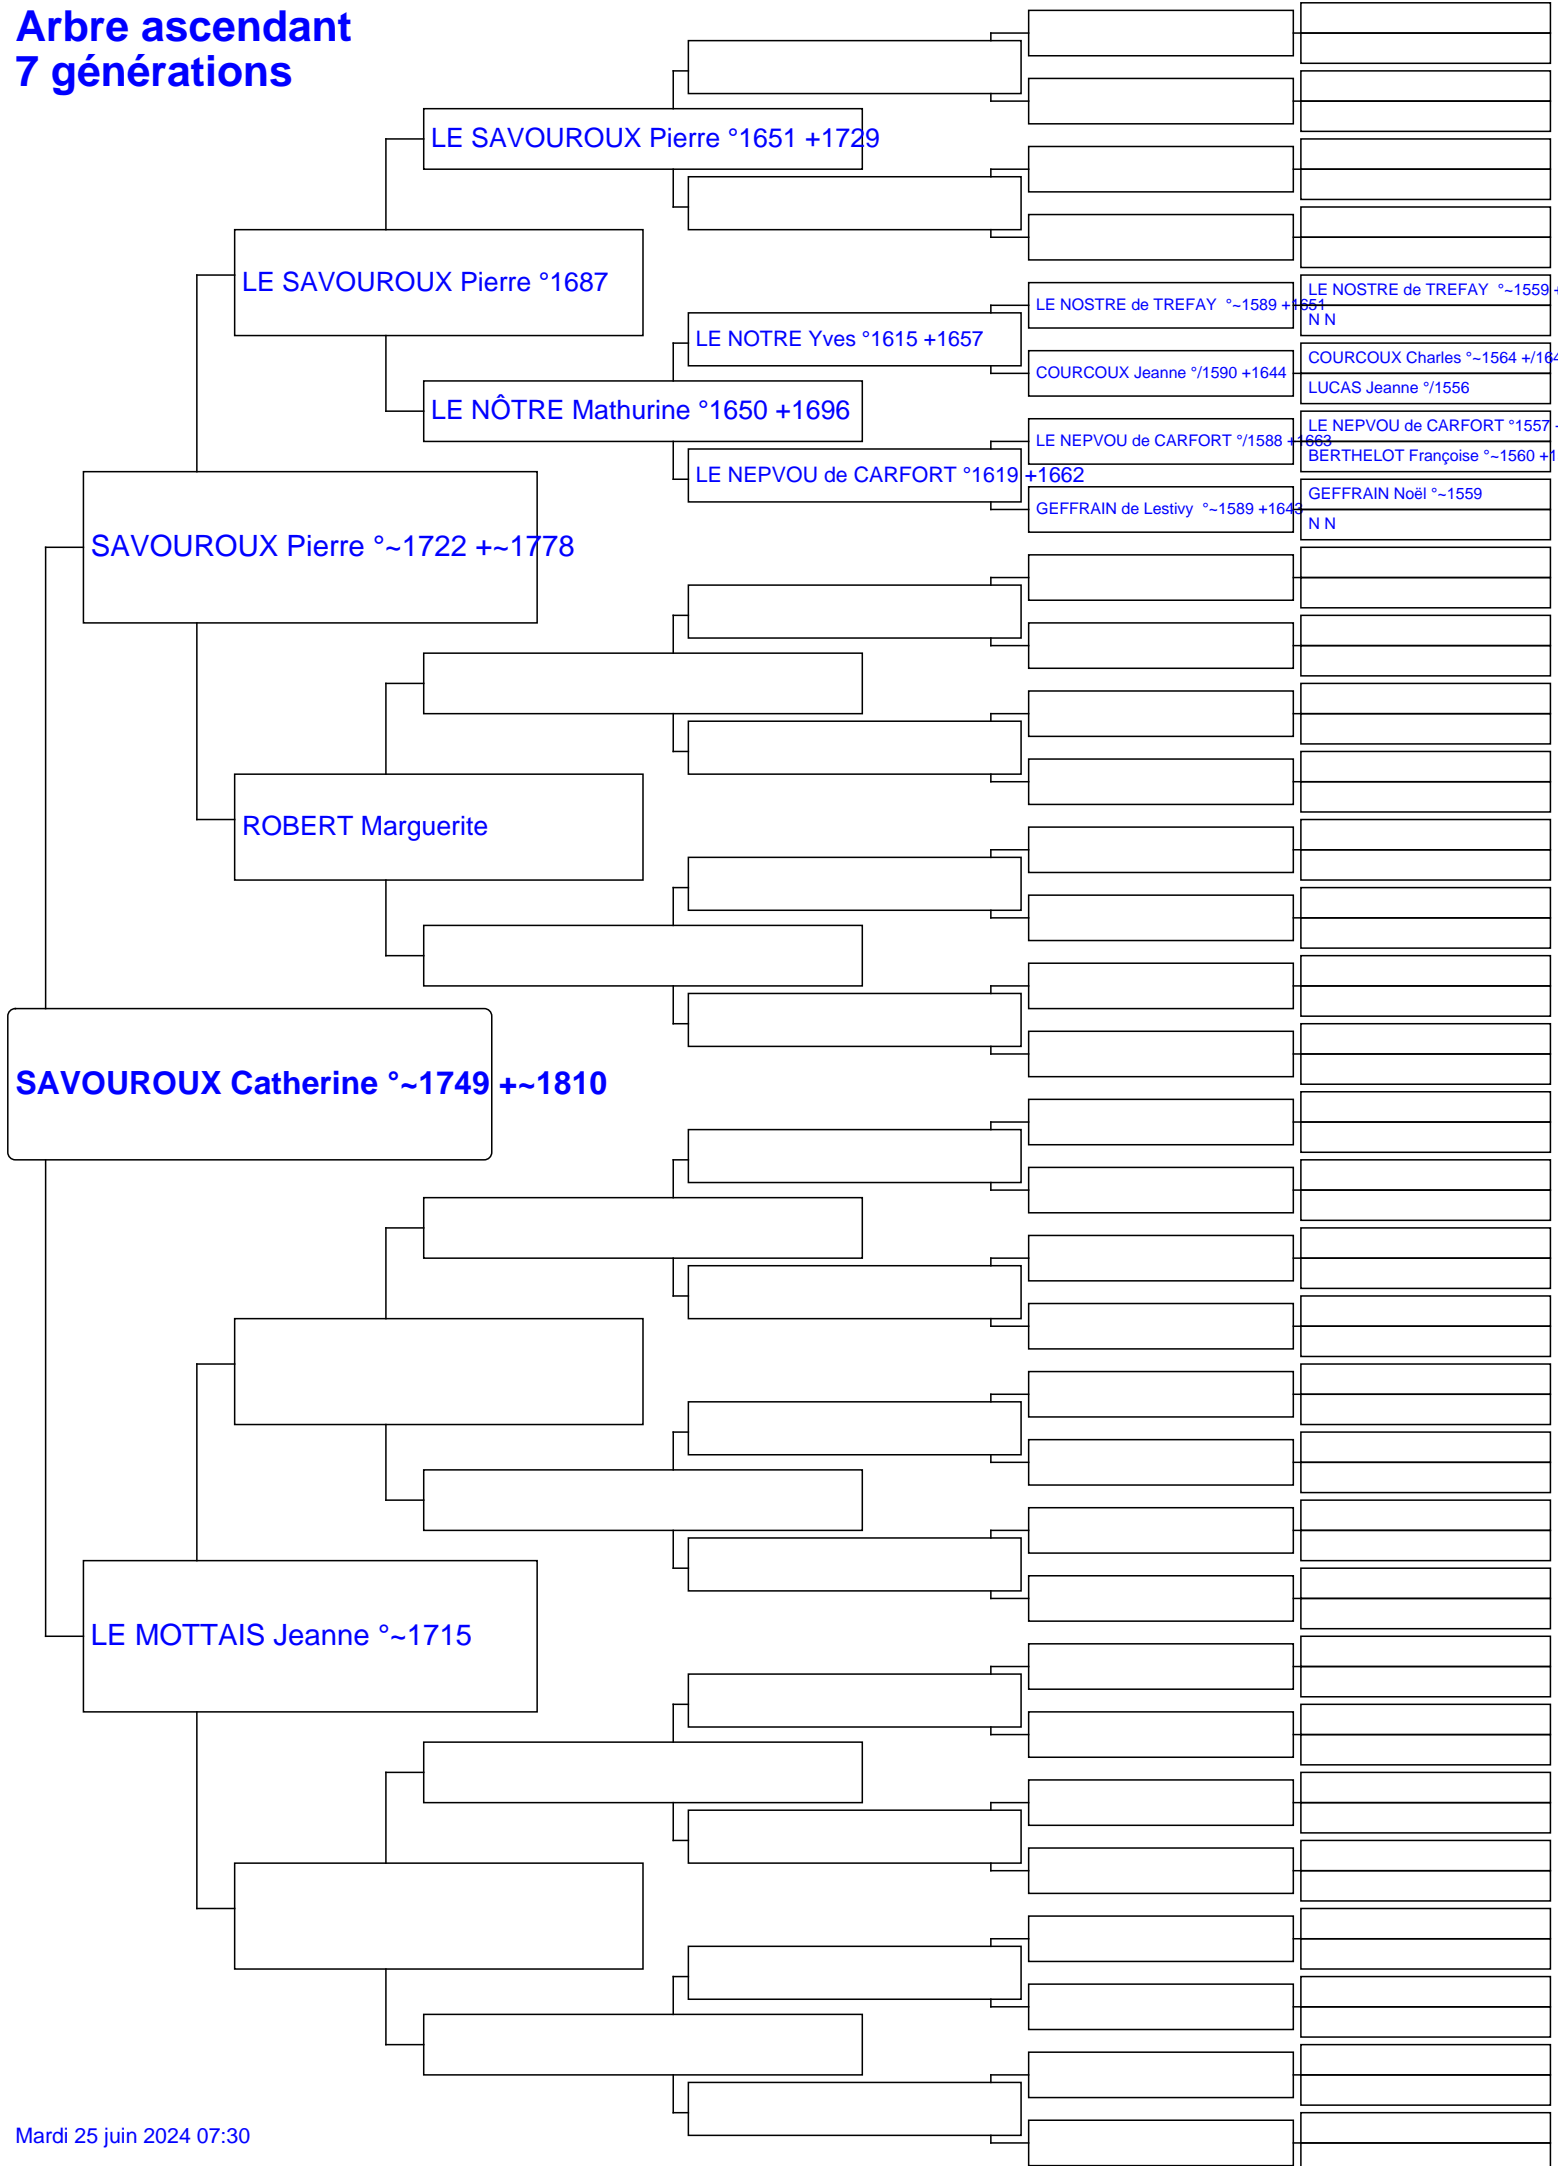 Arbre ascendant
7 générations
LE SAVOUROUX Pierre °1651 +1729
LE SAVOUROUX Pierre °1687
LE NOSTRE de TREFAY °~1589 +1651
LE NOSTRE de TREFAY °~1559 +
N N
LE NOTRE Yves °1615 +1657
COURCOUX Jeanne °/1590 +1644
COURCOUX Charles °~1564 +/164
LUCAS Jeanne °/1556
LE NÔTRE Mathurine °1650 +1696
LE NEPVOU de CARFORT °/1588 +1663
LE NEPVOU de CARFORT °1557 +
BERTHELOT Françoise °~1560 +1
LE NEPVOU de CARFORT °1619 +1662
GEFFRAIN de Lestivy °~1589 +1643
GEFFRAIN Noël °~1559
N N
SAVOUROUX Pierre °~1722 +~1778
ROBERT Marguerite
SAVOUROUX Catherine °~1749 +~1810
LE MOTTAIS Jeanne °~1715
Mardi 25 juin 2024 07:30